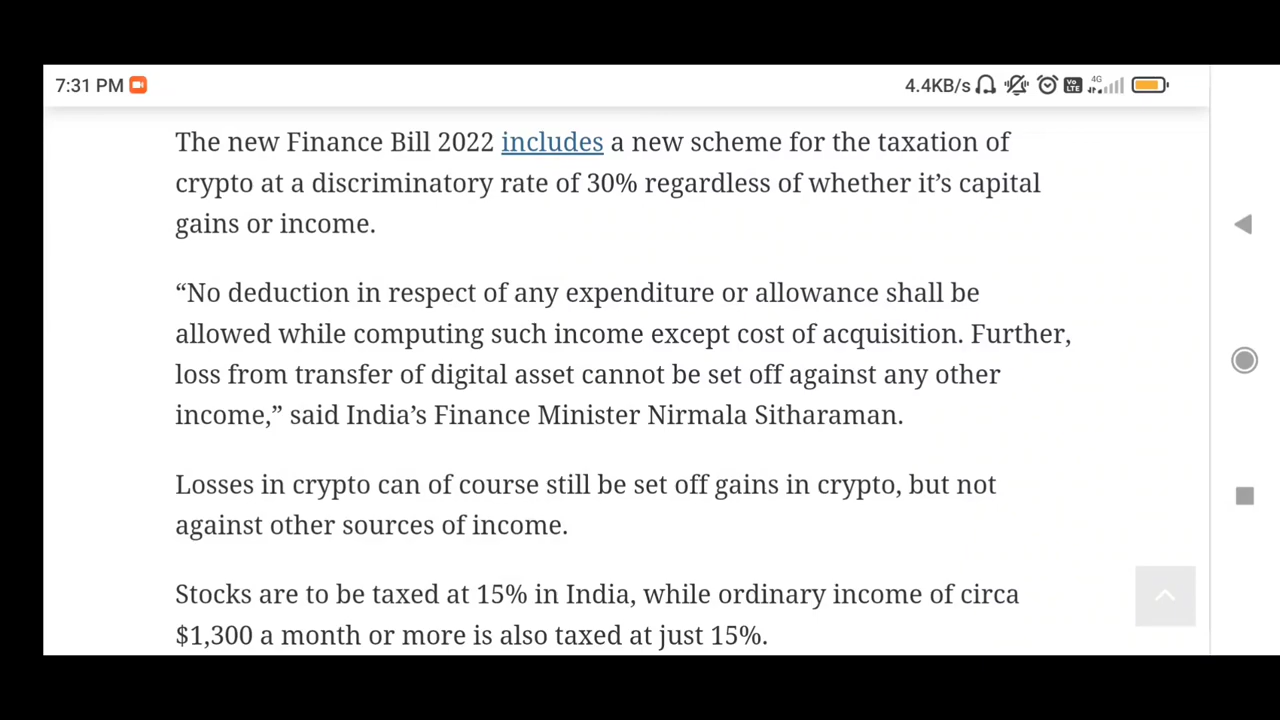 7:31 PM
4.4KB/s
Vo LTE
4G
The new Finance Bill 2022 includes a new scheme for the taxation of
crypto at a discriminatory rate of 30% regardless of whether it’s capital
gains or income.
“No deduction in respect of any expenditure or allowance shall be
allowed while computing such income except cost of acquisition. Further,
loss from transfer of digital asset cannot be set off against any other
income,” said India’s Finance Minister Nirmala Sitharaman.
Losses in crypto can of course still be set off gains in crypto, but not
against other sources of income.
Stocks are to be taxed at 15% in India, while ordinary income of circa
$1,300 a month or more is also taxed at just 15%.